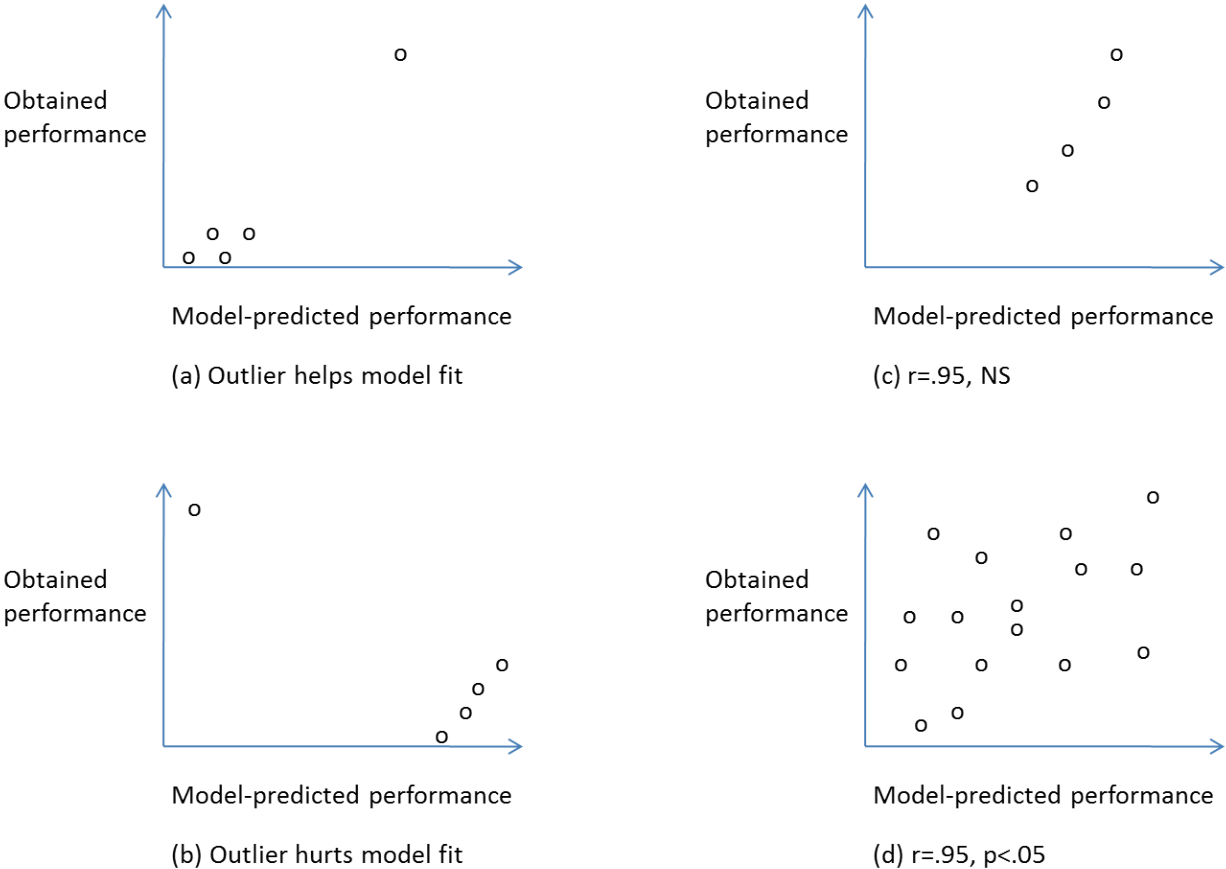 Obtained
performance
Model-predicted performance
(a) Outlier helps model fit
Obtained
performance
Model-predicted performance
(c) r=.95, NS
Obtained
performance
Model-predicted performance
(b) Outlier hurts model fit
Obtained
performance
Model-predicted performance
(d) r=.95, p<.05